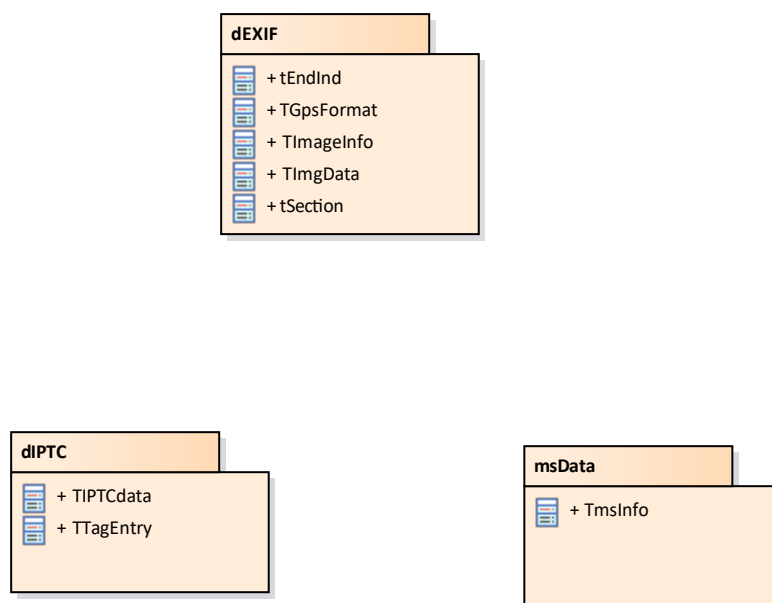 dEXIF
+ tEndInd
+ TGpsFormat
+ TImageInfo
+ TImgData
+ tSection
dIPTC
+ TIPTCdata
+ TTagEntry
msData
+ TmsInfo